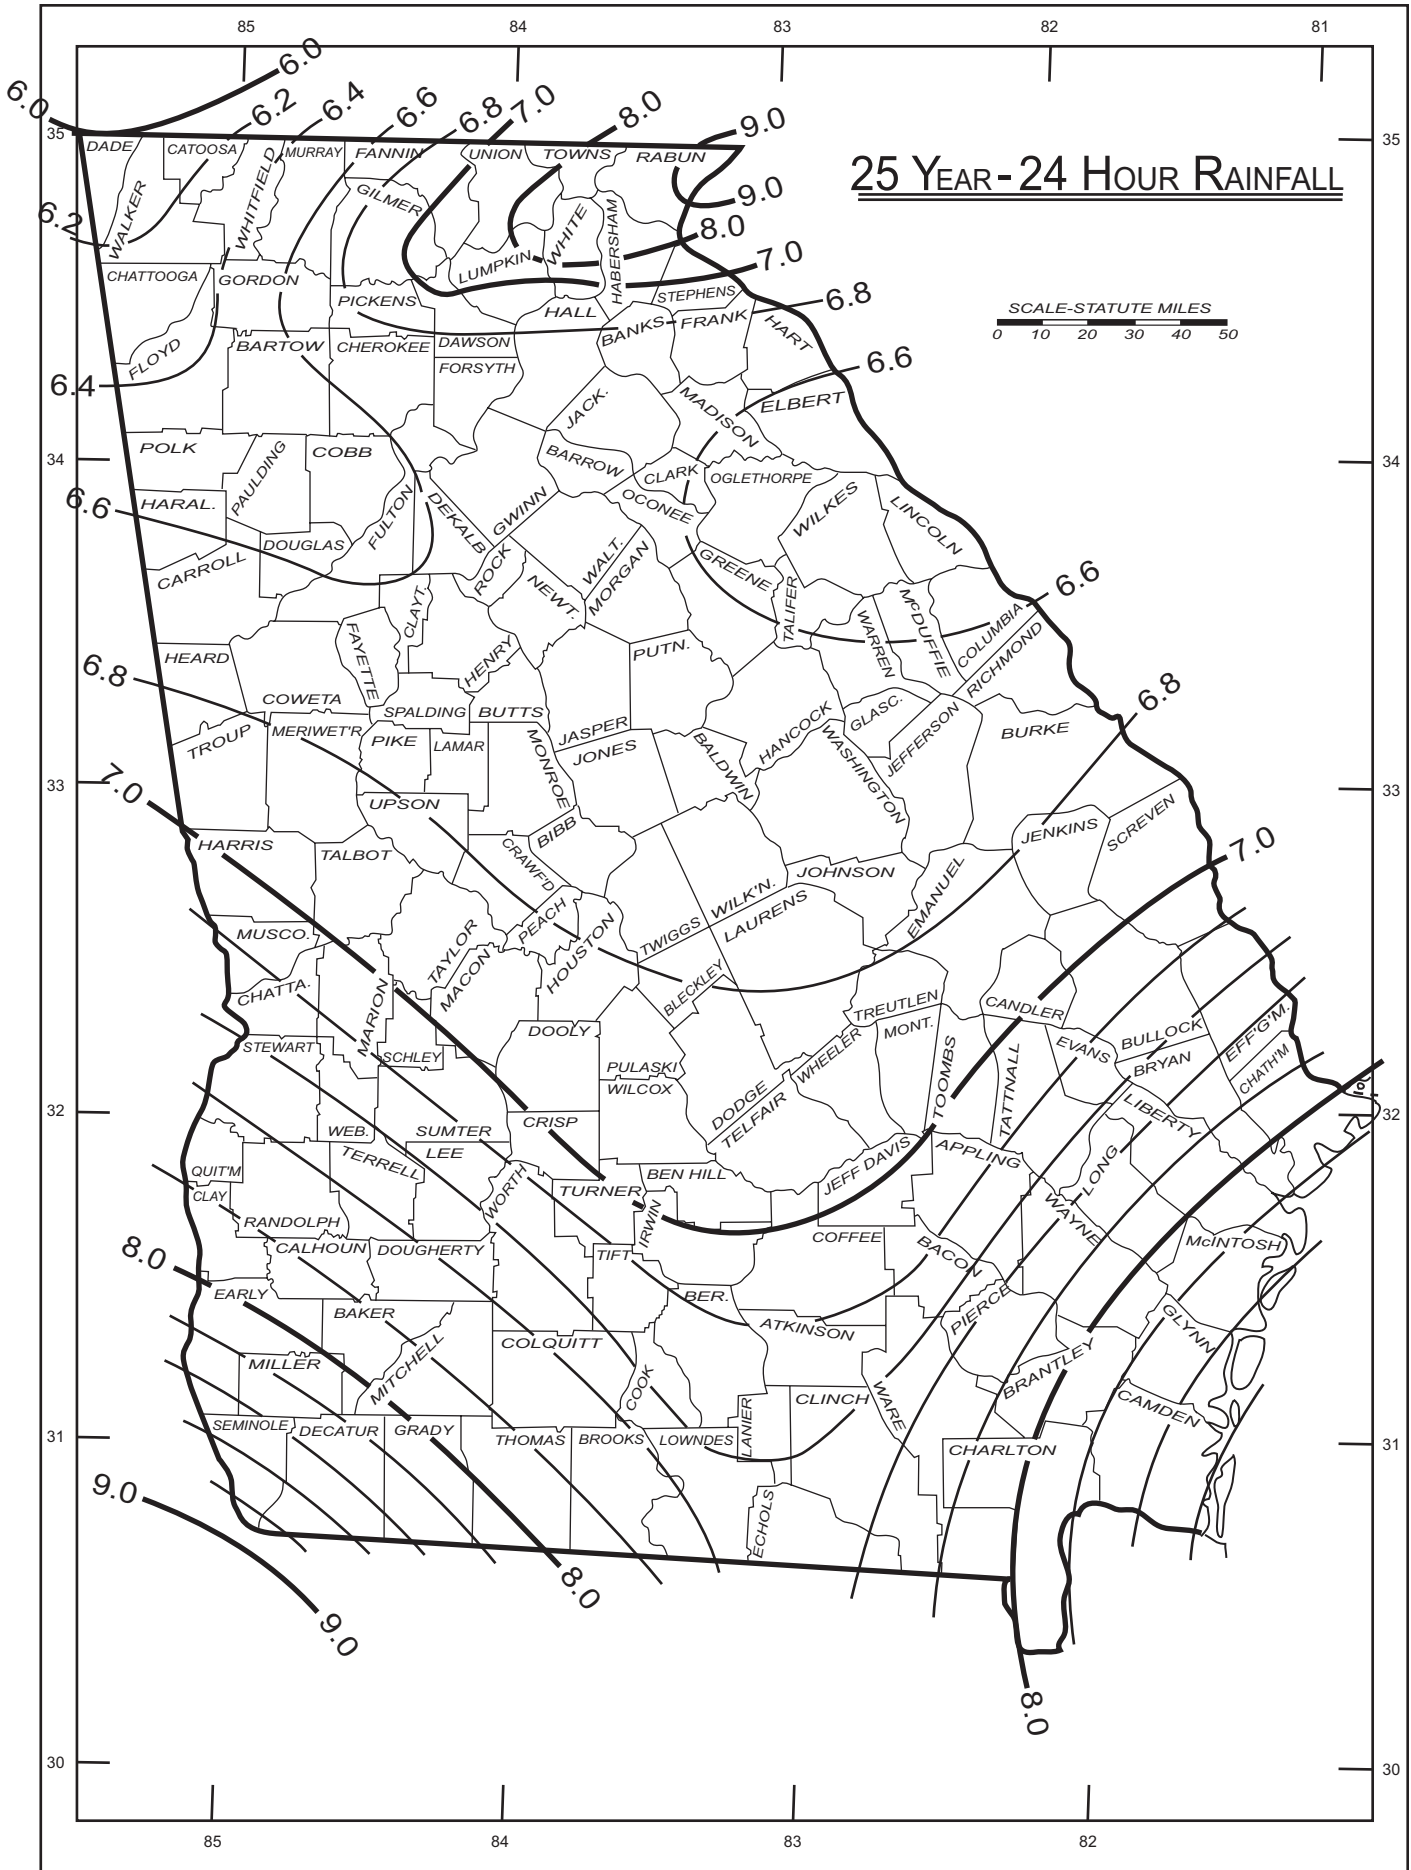 85 84 83 82 81
6.0
6.0 6.2 6.4 6.6 6.8 7.0 8.0 9.0
35 35
DADE CATOOSA MURRAY FANNIN UNION TOWNS RABUN
25 YEAR - 24 HOUR RAINFALL
WALKER WHITFIELD GILMER WHITE HABERSHAM 9.0
6.2 8.0
CHATTOOGA GORDON LUMPKIN 7.0
PICKENS HALL STEPHENS 6.8
SCALE-STATUTE MILES
0 10 20 30 40 50
FLOYD BARTOW CHEROKEE DAWSON BANKS FRANK HART
FORSYTH 6.6
6.4 JACK. MADISON ELBERT
POLK PAULDING COBB BARROW CLARK OGLETHORPE
34 34
6.6 HARAL. FULTON DEKALB GWINN OCONEE WILKES LINCOLN
CARROLL DOUGLAS ROCK NEWT. WALT. MORGAN GREENE TALIFER 6.6
CLAYT. WARREN McDUFFIE COLUMBIA RICHMOND
HEARD FAYETTE HENRY PUTN.
6.8 6.8
COWETA SPALDING BUTTS HANCOCK GLASC. JEFFERSON BURKE
TROUP MERIWET'R PIKE LAMAR MONROE JASPER JONES BALDWIN WASHINGTON
33 33
7.0 UPSON JENKINS SCREVEN
HARRIS TALBOT CRAWF'D BIBB JOHNSON EMANUEL 7.0
MUSCO. TAYLOR PEACH HOUSTON TWIGGS WILK'N. LAURENS
CHATTA. MARION MACON BLECKLEY TREUTLEN CANDLER
STEWART SCHLEY DOOLY PULASKI WHEELER MONT. TOOMBS TATTNALL EVANS BULLOCK BRYAN EFF'G'M. CHATH'M
WILCOX DODGE TELFAIR LIBERTY
32 32
WEB. SUMTER CRISP
QUIT'M TERRELL LEE WORTH TURNER BEN HILL JEFF DAVIS APPLING LONG
CLAY IRWIN WAYNE
RANDOLPH
8.0 CALHOUN DOUGHERTY TIFT COFFEE BACON McINTOSH
EARLY BAKER BER. ATKINSON PIERCE GLYNN
MILLER MITCHELL COLQUITT COOK LANIER CLINCH WARE BRANTLEY CAMDEN
31 31
SEMINOLE DECATUR GRADY THOMAS BROOKS LOWNDES CHARLTON
9.0 ECHOLS
8.0
9.0
8.0
30 30
85 84 83 82